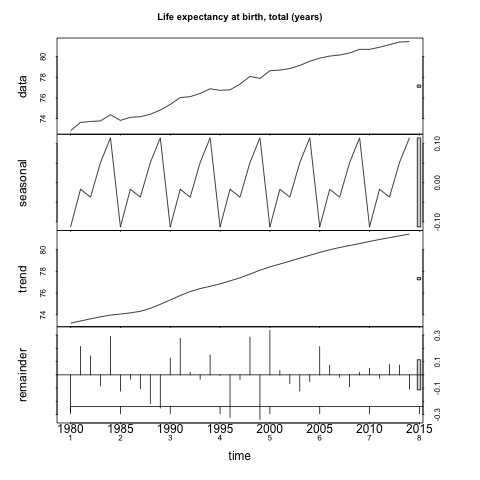 Life expectancy at birth, total (years)
data
74 76 78 80
seasonal
-0.10 0.00 0.10
trend
74 76 78 80
remainder
-0.3 -0.1 0.1 0.3
1980 1985 1990 1995 2000 2005 2010 2015
1 2 3 4 5 6 7 8
time